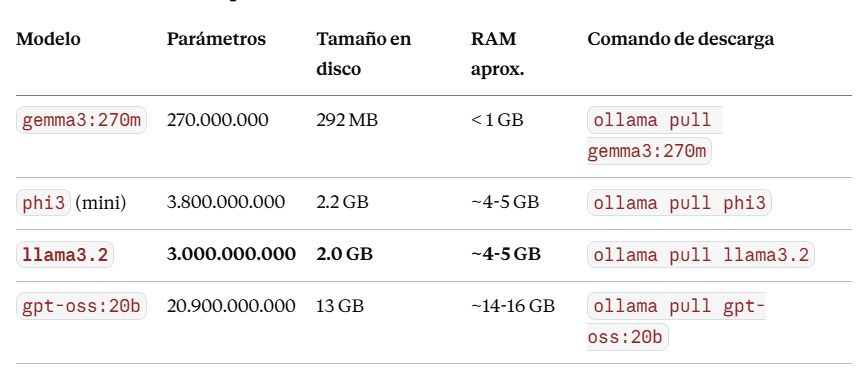 Modelo Parámetros Tamaño en disco RAM aprox. Comando de descarga
gemma3:270m 270.000.000 292 MB < 1 GB ollama pull gemma3:270m
phi3 (mini) 3.800.000.000 2.2 GB ~4-5 GB ollama pull phi3
llama3.2 3.000.000.000 2.0 GB ~4-5 GB ollama pull llama3.2
gpt-oss:20b 20.900.000.000 13 GB ~14-16 GB ollama pull gpt-oss:20b